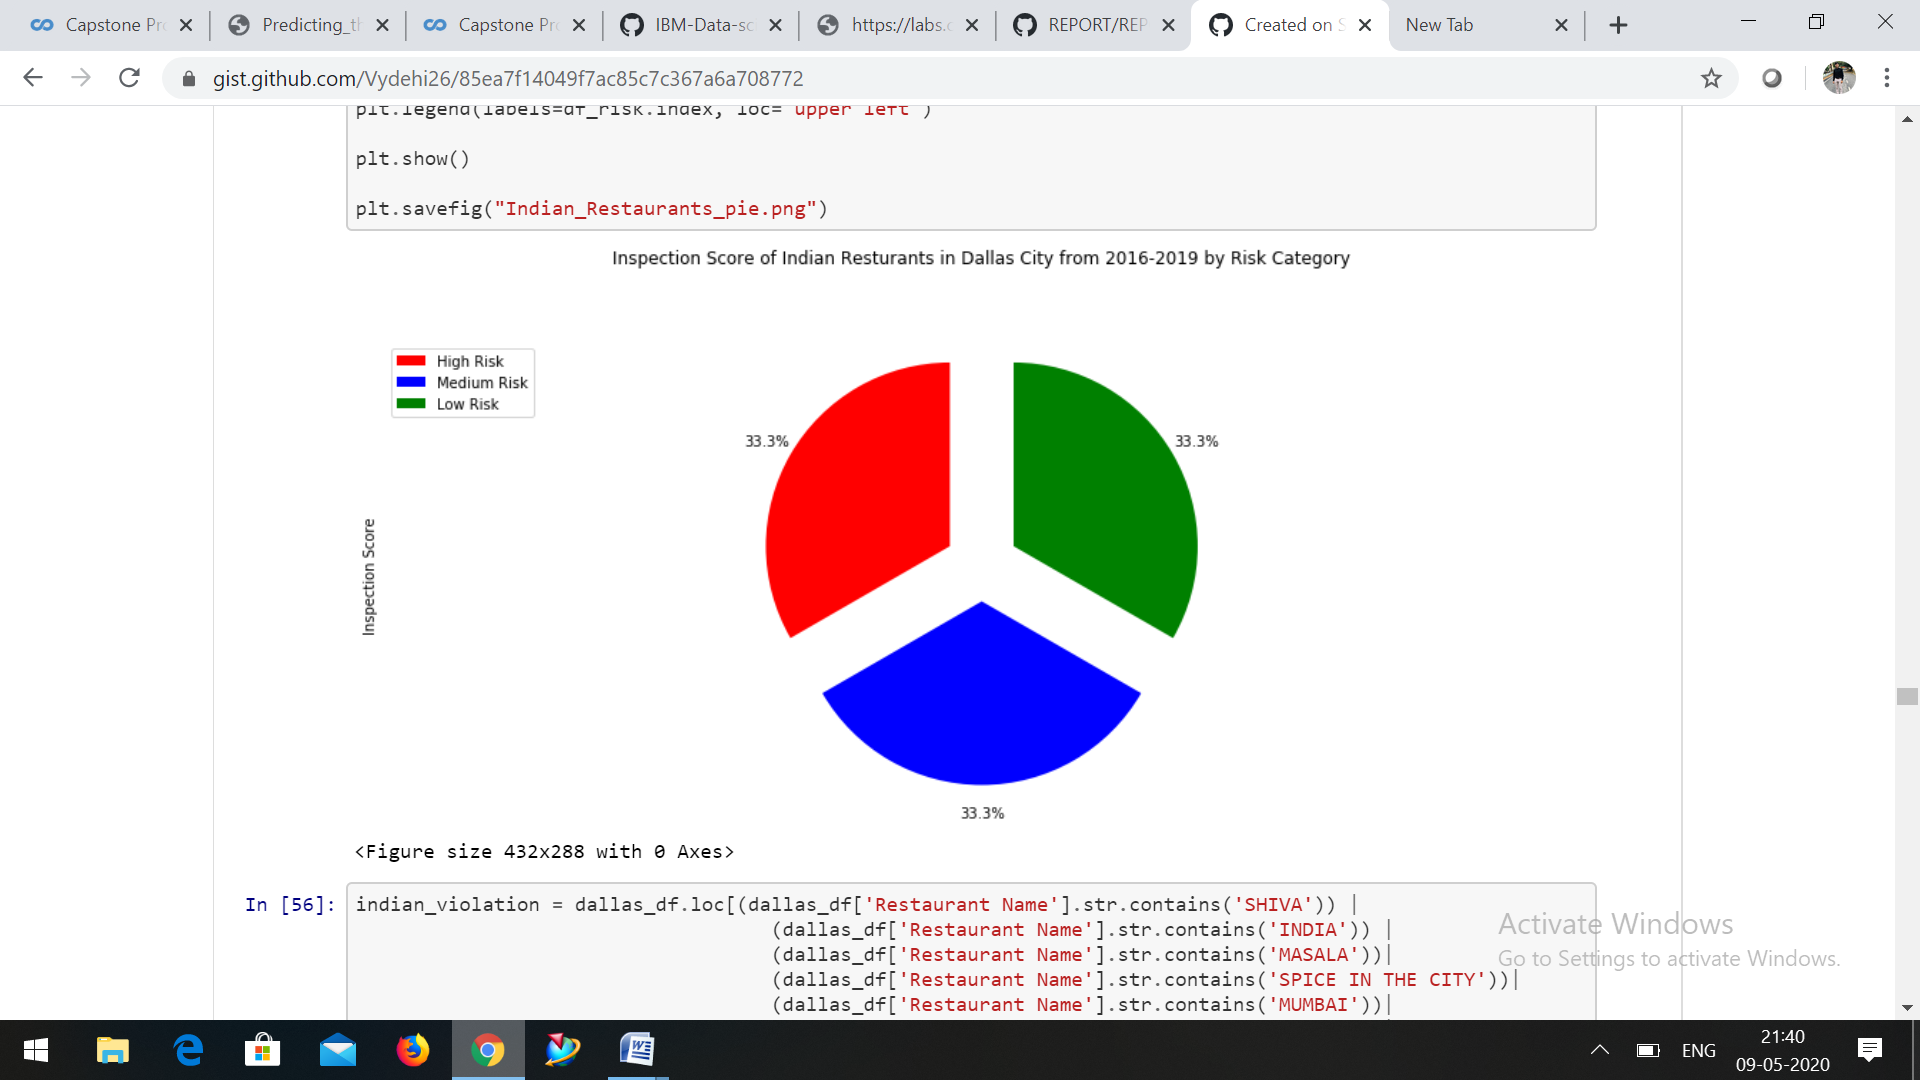 Capstone Pr
Predicting_th
Capstone Pr
IBM-Data-sc
https://labs.c
REPORT/REP
Created on S
New Tab
gist.github.com/Vydehi26/85ea7f14049f7ac85c7c367a6a708772
plt.legend(labels=df_risk.index, loc='upper left')
plt.show()
plt.savefig("Indian_Restaurants_pie.png")
Inspection Score of Indian Resturants in Dallas City from 2016-2019 by Risk Category
High Risk
Medium Risk
Low Risk
33.3%
33.3%
Inspection Score
33.3%
<Figure size 432x288 with 0 Axes>
In [56]: indian_violation = dallas_df.loc[(dallas_df['Restaurant Name'].str.contains('SHIVA')) |
(dallas_df['Restaurant Name'].str.contains('INDIA')) |
(dallas_df['Restaurant Name'].str.contains('MASALA'))|
(dallas_df['Restaurant Name'].str.contains('SPICE IN THE CITY'))|
(dallas_df['Restaurant Name'].str.contains('MUMBAI'))|
Activate Windows
Go to Settings to activate Windows.
ENG
21:40
09-05-2020